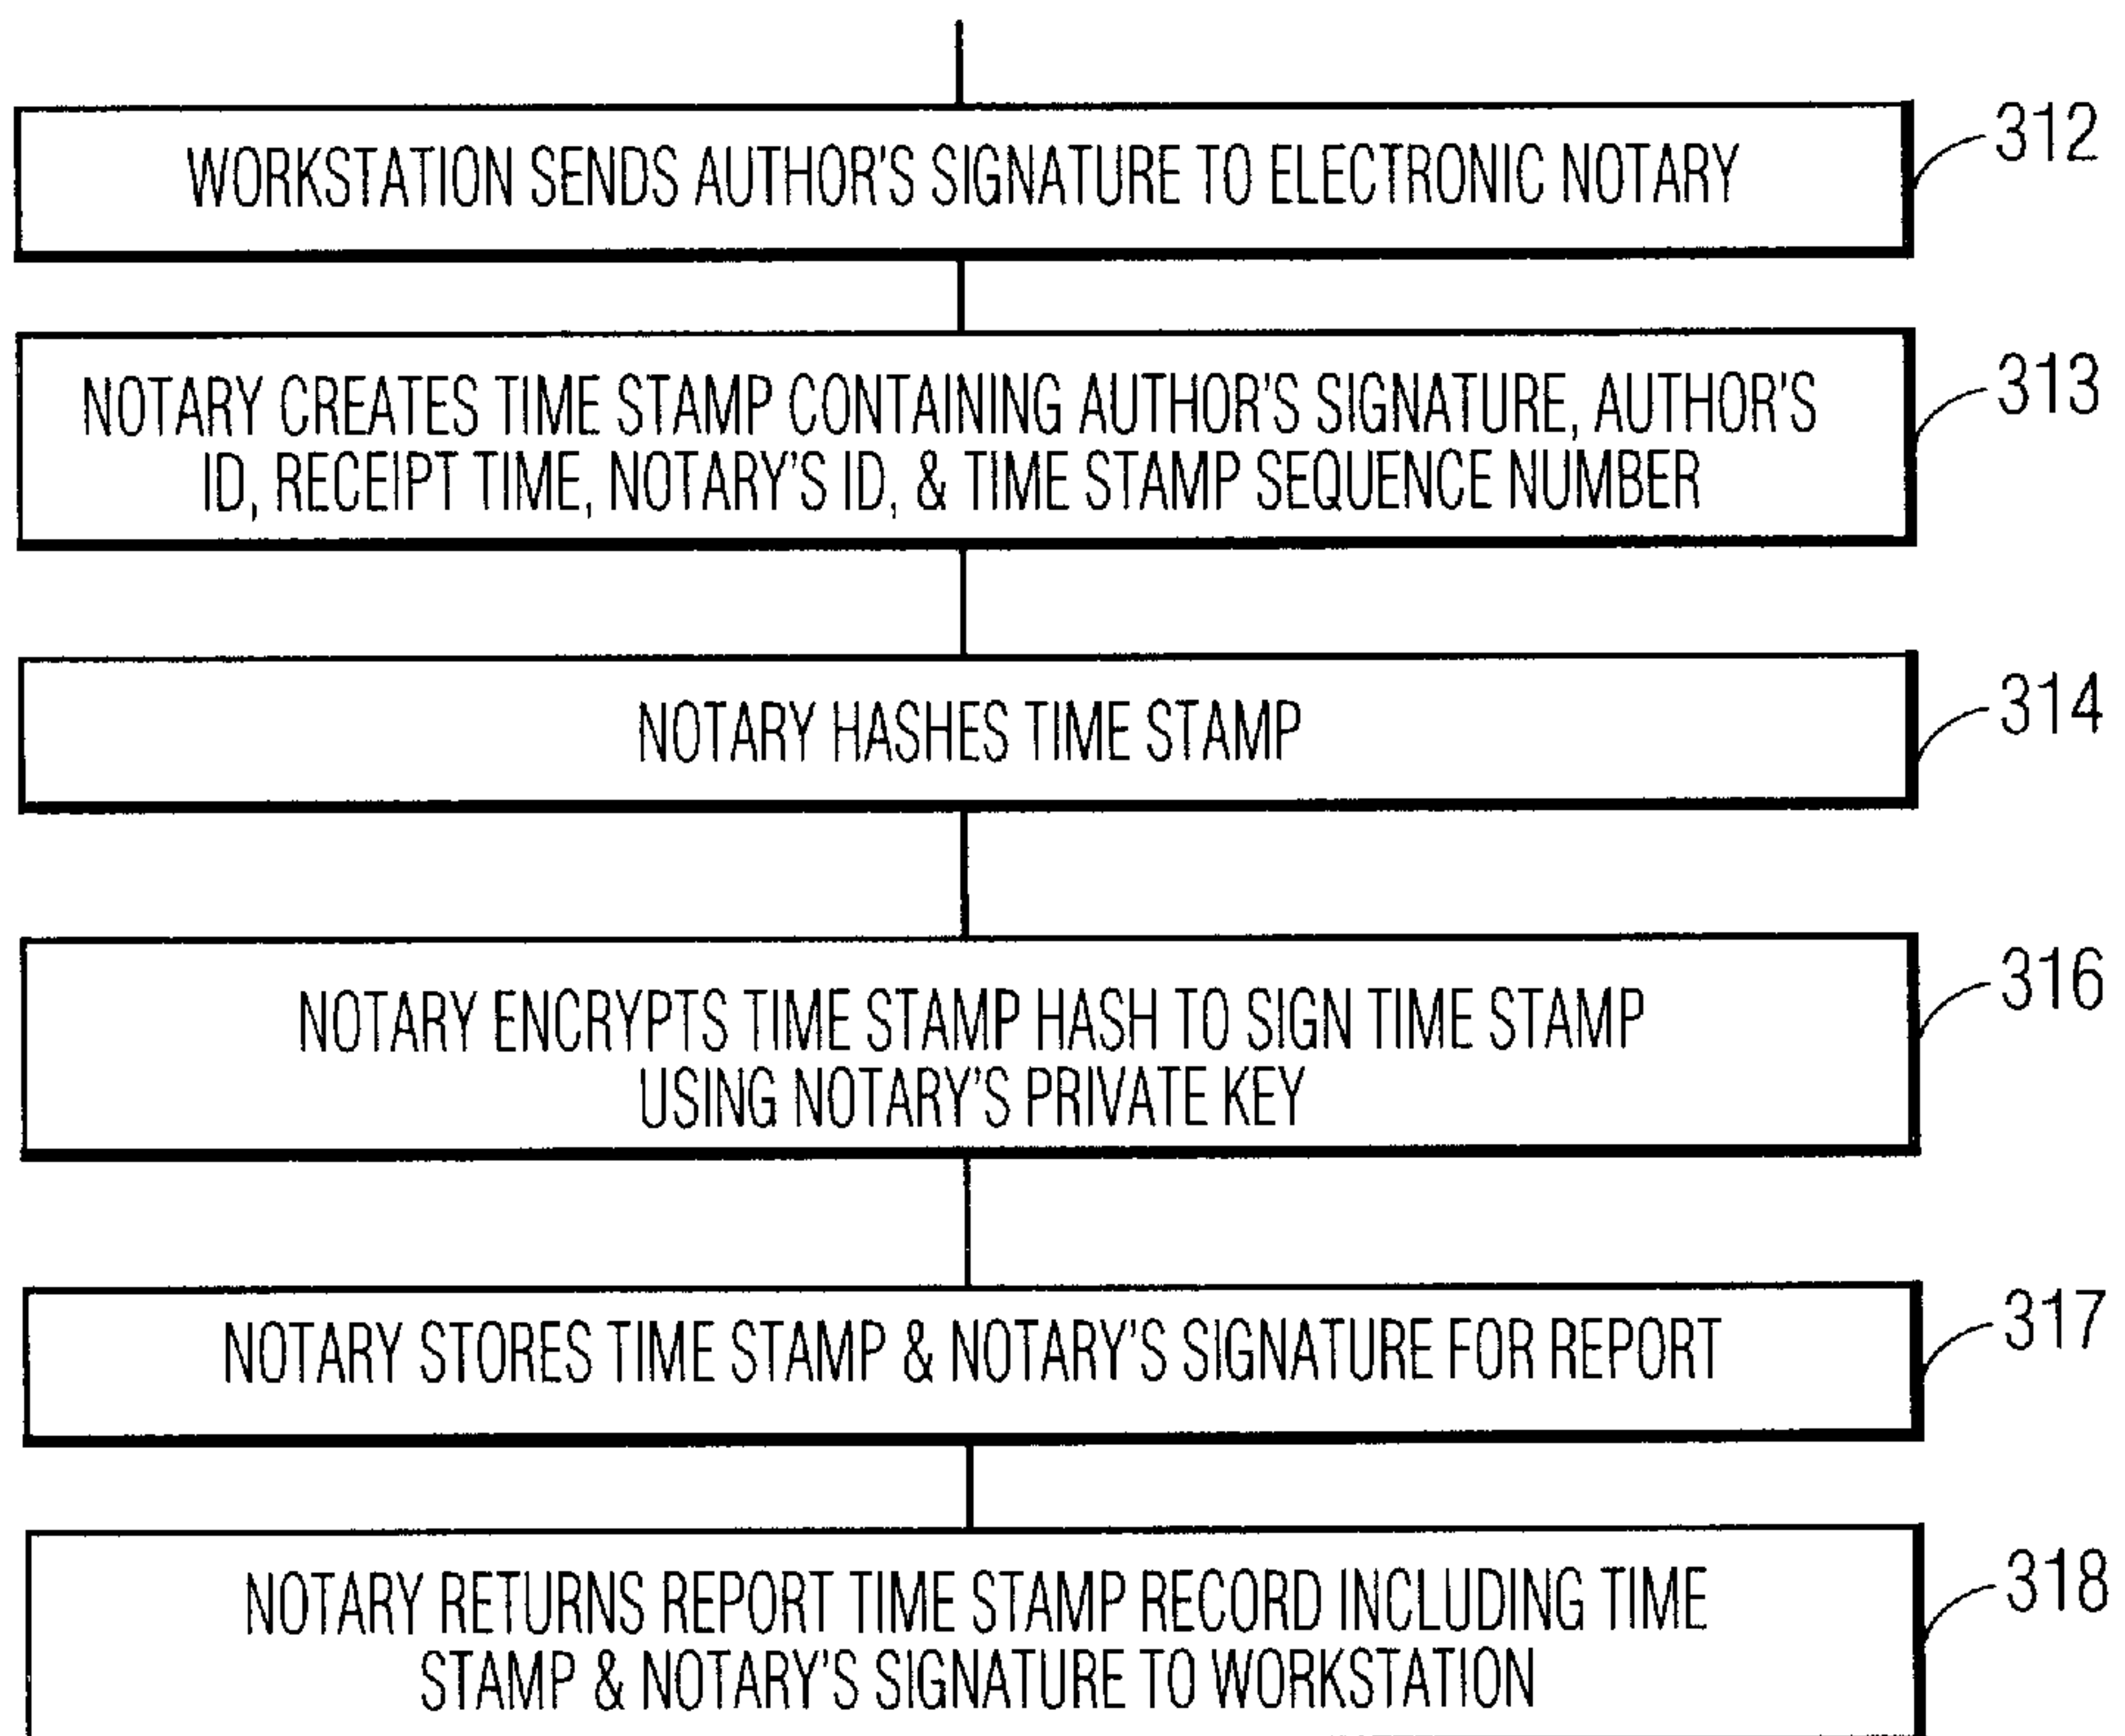 WORKSTATION SENDS AUTHOR'S SIGNATURE TO ELECTRONIC NOTARY
312
NOTARY CREATES TIME STAMP CONTAINING AUTHOR'S SIGNATURE, AUTHOR'S
ID, RECEIPT TIME, NOTARY'S ID, & TIME STAMP SEQUENCE NUMBER
313
NOTARY HASHES TIME STAMP
314
NOTARY ENCRYPTS TIME STAMP HASH TO SIGN TIME STAMP
USING NOTARY'S PRIVATE KEY
316
NOTARY STORES TIME STAMP & NOTARY'S SIGNATURE FOR REPORT
317
NOTARY RETURNS REPORT TIME STAMP RECORD INCLUDING TIME
STAMP & NOTARY'S SIGNATURE TO WORKSTATION
318